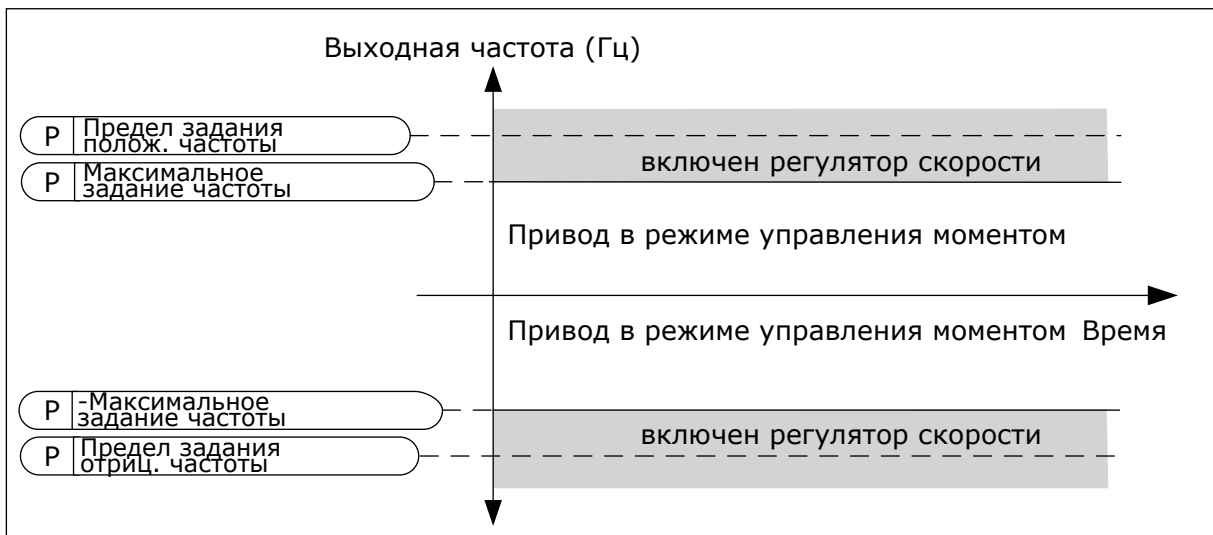 Выходная частота (Гц)
P Предел задания
полож. частоты
включен регулятор скорости
P Максимальное
задание частоты
Привод в режиме управления моментом
Привод в режиме управления моментом Время
P -Максимальное
задание частоты
включен регулятор скорости
P Предел задания
отриц. частоты